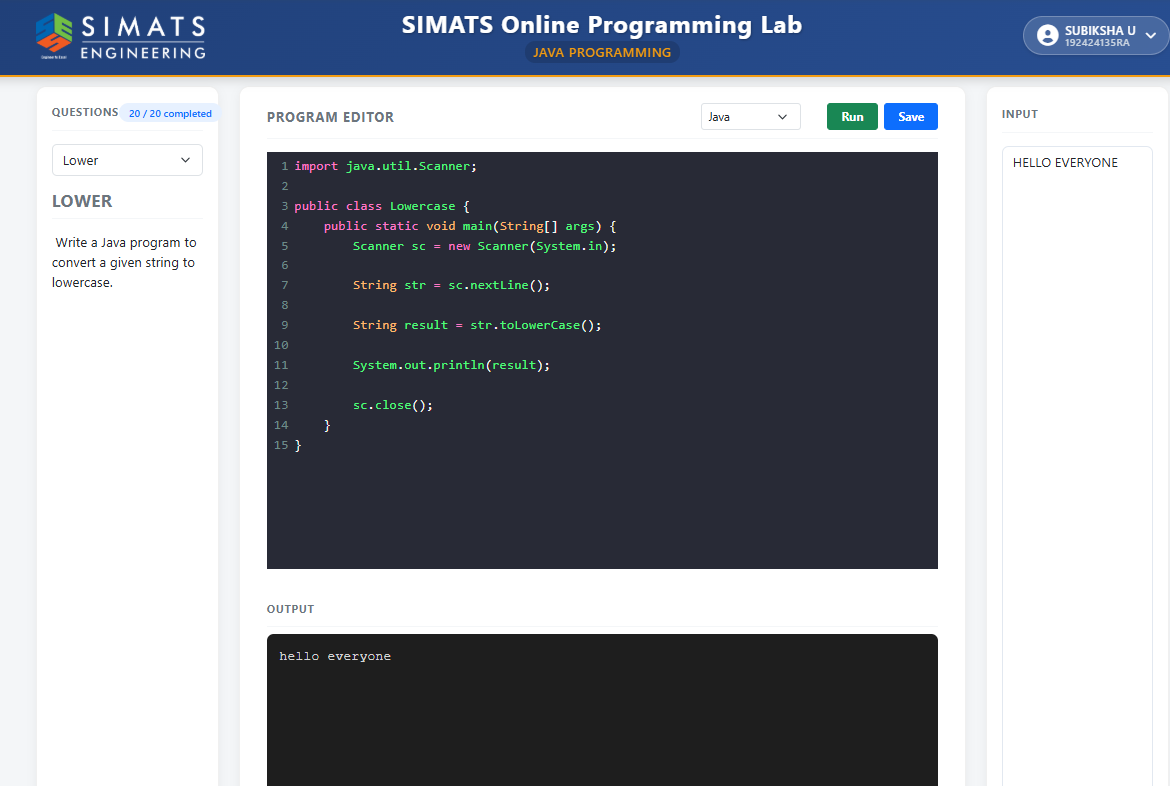 SIMATS
ENGINEERING
SIMATS Online Programming Lab
JAVA PROGRAMMING
SUBIKSHA U
192424135RA
QUESTIONS 20 / 20 completed
Lower
LOWER
Write a Java program to
convert a given string to
lowercase.
PROGRAM EDITOR
Java
Run
Save
1 import java.util.Scanner;
2
3 public class Lowercase {
4     public static void main(String[] args) {
5         Scanner sc = new Scanner(System.in);
6
7         String str = sc.nextLine();
8
9         String result = str.toLowerCase();
10
11         System.out.println(result);
12
13         sc.close();
14     }
15 }
OUTPUT
hello everyone
INPUT
HELLO EVERYONE